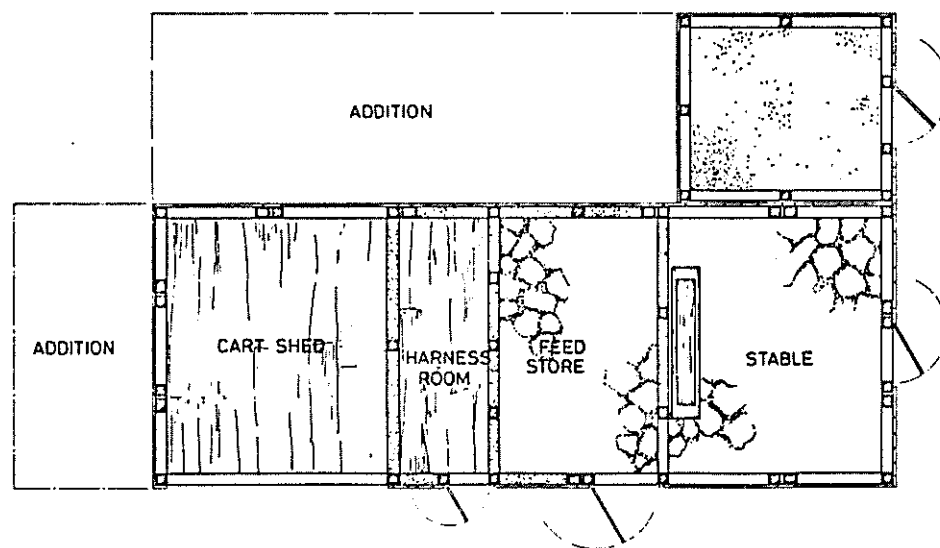 ADDITION
ADDITION
CART SHED
HARNESS
ROOM
FEED
STORE
STABLE